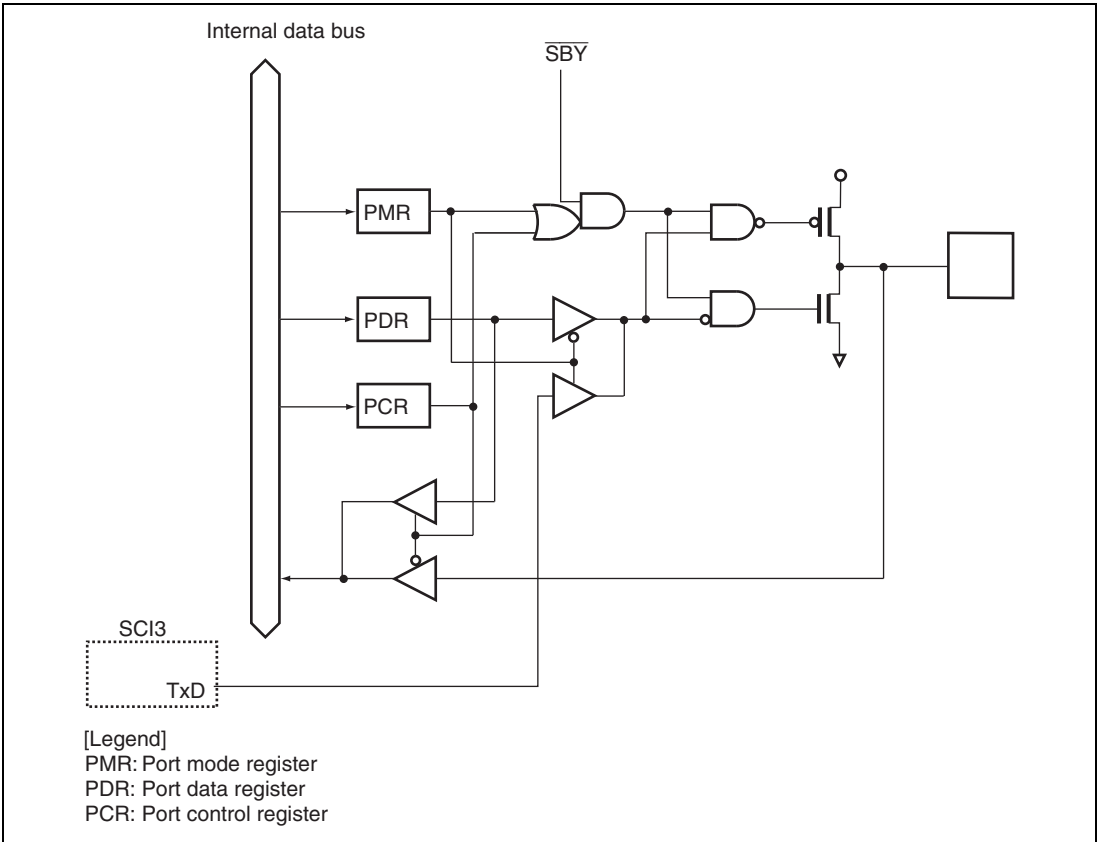 Internal data bus
SBY
PMR
PDR
PCR
SCI3
TxD
[Legend]
PMR: Port mode register
PDR: Port data register
PCR: Port control register